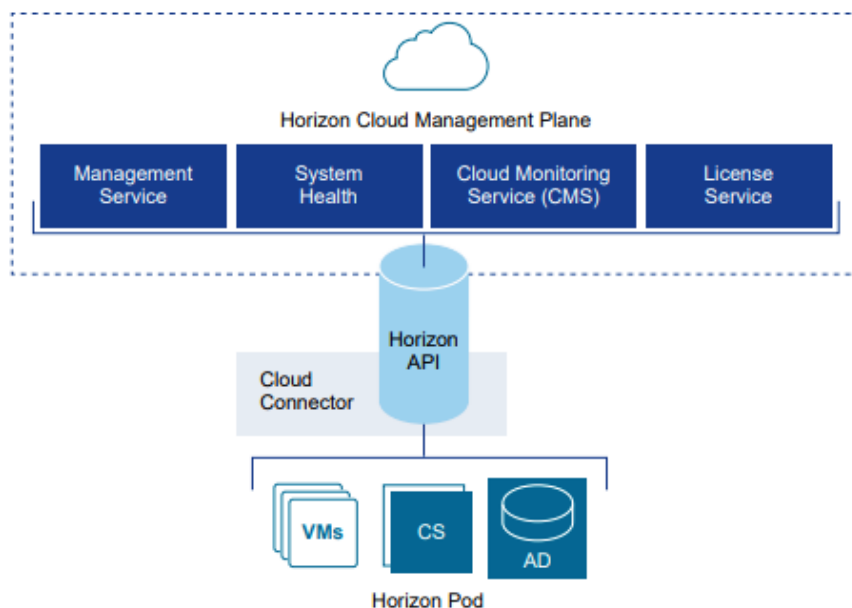 Horizon Cloud Management Plane
Management
Service
System
Health
Cloud Monitoring
Service (CMS)
License
Service
Horizon
API
Cloud
Connector
VMs
CS
AD
Horizon Pod